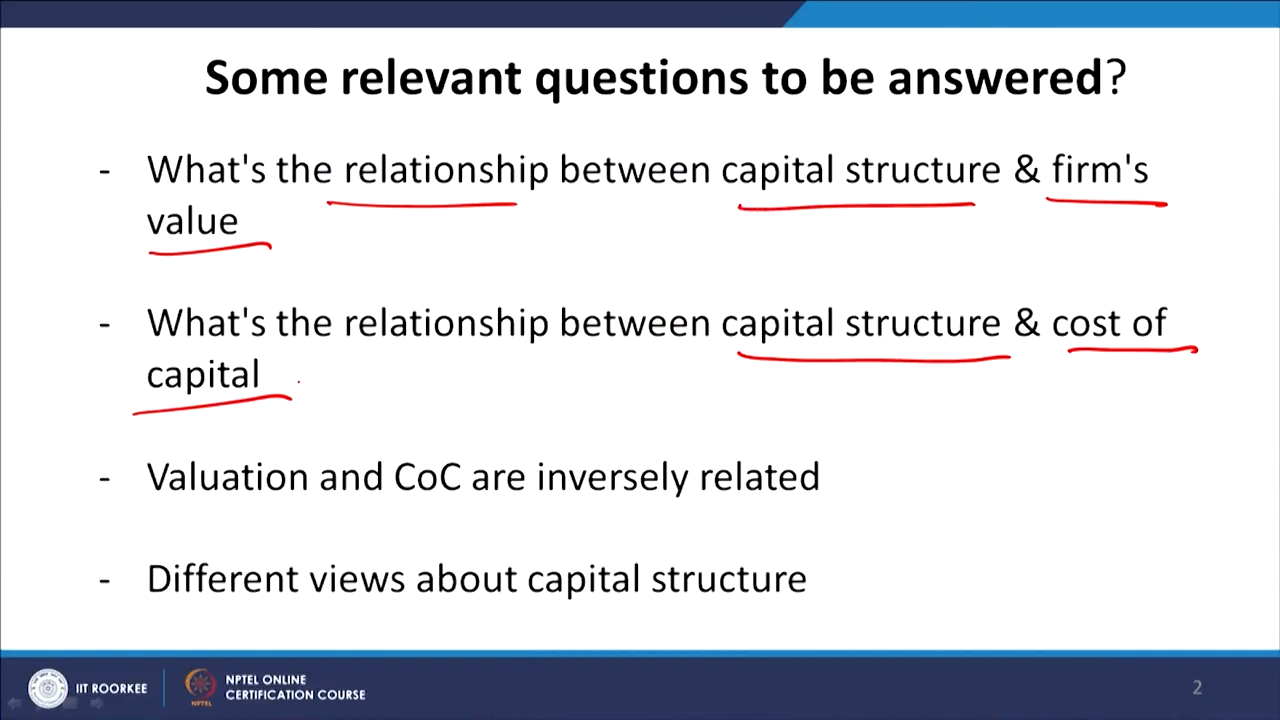 Some relevant questions to be answered?
- What's the relationship between capital structure & firm's
value
- What's the relationship between capital structure & cost of
capital
- Valuation and CoC are inversely related
- Different views about capital structure
IIT ROORKEE
NPTEL
NPTEL ONLINE
CERTIFICATION COURSE
2